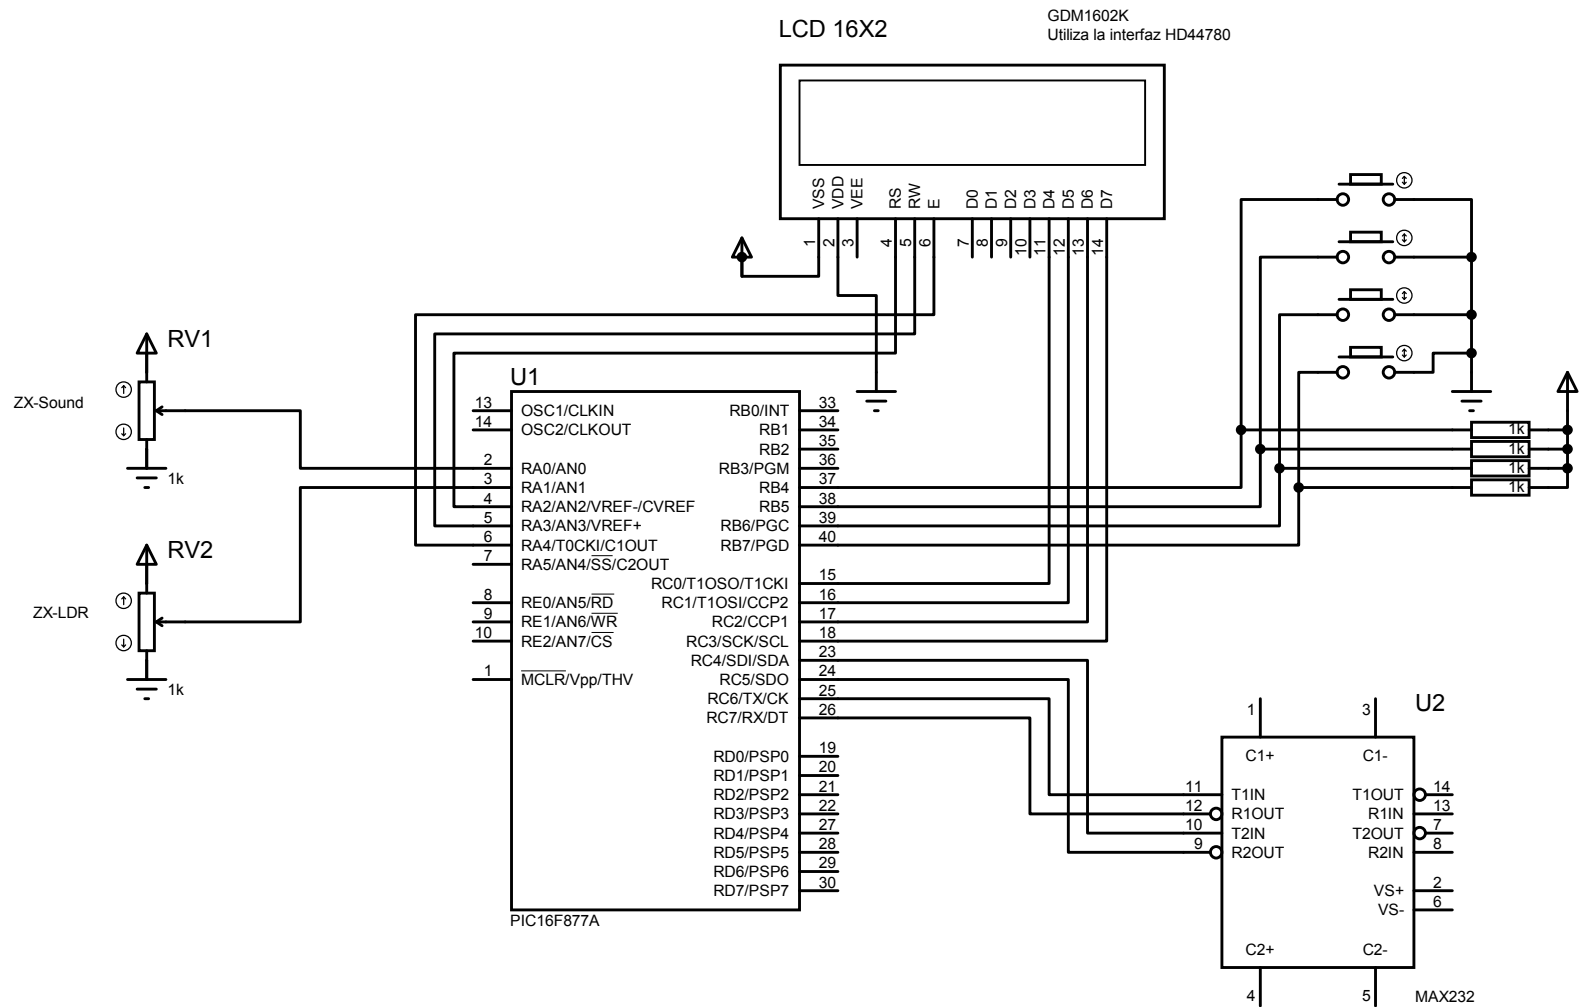 GDM1602K
Utiliza la interfaz HD44780
LCD 16X2
VSS
VDD
VEE
RS
RW
E
D0
D1
D2
D3
D4
D5
D6
D7
1
2
3
4
5
6
7
8
9
10
11
12
13
14
RV1
ZX-Sound
1k
RV2
ZX-LDR
1k
U1
13 OSC1/CLKIN
14 OSC2/CLKOUT
2 RA0/AN0
3 RA1/AN1
4 RA2/AN2/VREF-/CVREF
5 RA3/AN3/VREF+
6 RA4/T0CKI/C1OUT
7 RA5/AN4/SS/C2OUT
8 RE0/AN5/RD
9 RE1/AN6/WR
10 RE2/AN7/CS
1 MCLR/Vpp/THV
RB0/INT 33
RB1 34
RB2 35
RB3/PGM 36
RB4 37
RB5 38
RB6/PGC 39
RB7/PGD 40
RC0/T1OSO/T1CKI 15
RC1/T1OSI/CCP2 16
RC2/CCP1 17
RC3/SCK/SCL 18
RC4/SDI/SDA 23
RC5/SDO 24
RC6/TX/CK 25
RC7/RX/DT 26
RD0/PSP0 19
RD1/PSP1 20
RD2/PSP2 21
RD3/PSP3 22
RD4/PSP4 27
RD5/PSP5 28
RD6/PSP6 29
RD7/PSP7 30
PIC16F877A
1k
1k
1k
1k
U2
1
3
C1+
C1-
11 T1IN
12 R1OUT
10 T2IN
9 R2OUT
T1OUT 14
R1IN 13
T2OUT 7
R2IN 8
VS+ 2
VS- 6
C2+
C2-
4
5
MAX232